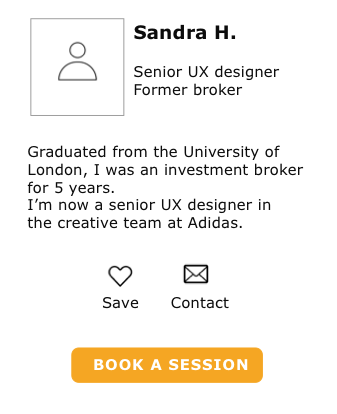 Sandra H.
Senior UX designer
Former broker
Graduated from the University of
London, I was an investment broker
for 5 years.
I’m now a senior UX designer in
the creative team at Adidas.
Save Contact
BOOK A SESSION